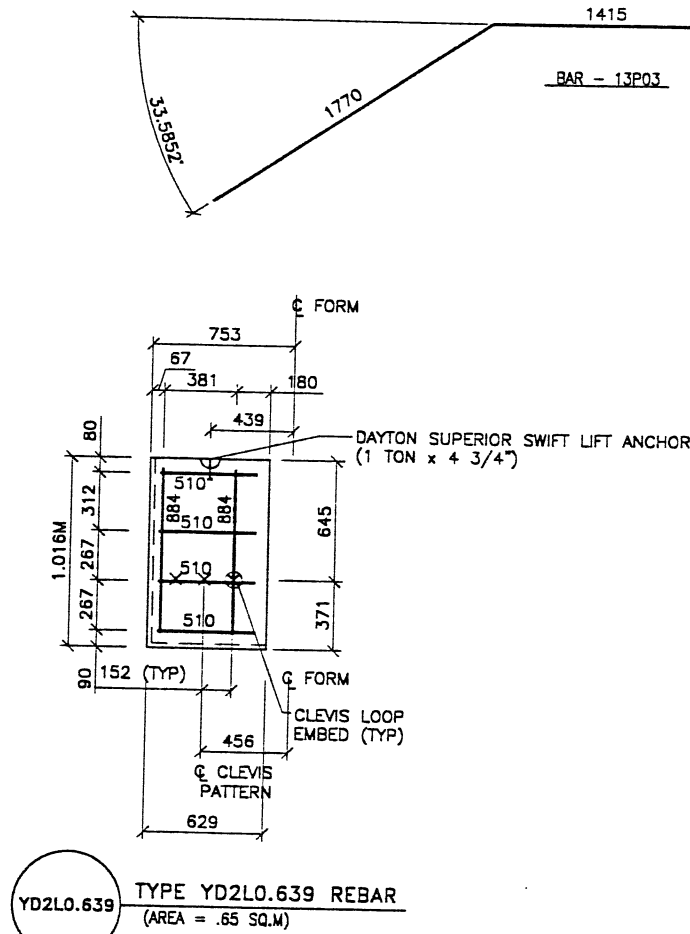 1415
BAR - 13P03
1770
33.5852°
℄ FORM
753
67
381
180
439
80
DAYTON SUPERIOR SWIFT LIFT ANCHOR
(1 TON x 4 3/4")
510
884
884
312
510
645
1.016M
267
510
267
510
371
90
152 (TYP)
℄ FORM
CLEVIS LOOP
EMBED (TYP)
456
℄ CLEVIS
PATTERN
629
YD2L0.639
TYPE YD2L0.639 REBAR
(AREA = .65 SQ.M)